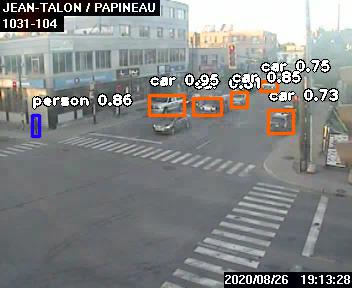 JEAN-TALON / PAPINEAU
1031-104
car 0.75
car 0.95
car 0.85
car 0.73
person 0.86
2020/08/26 19:13:28